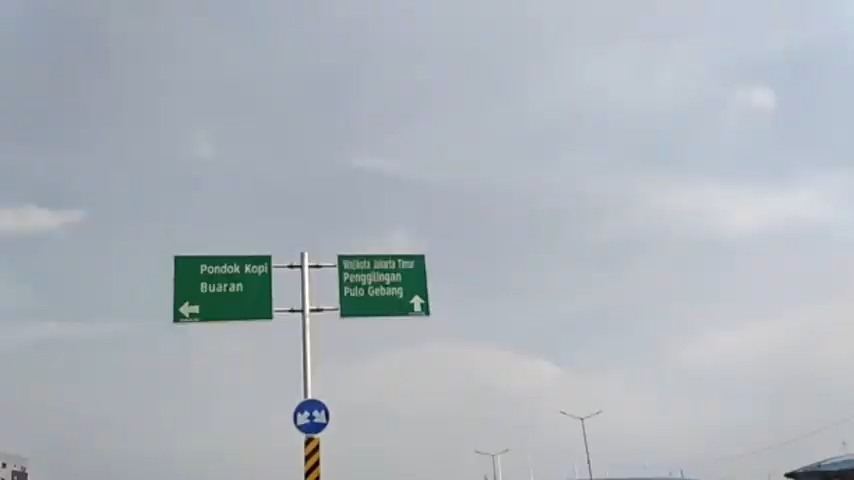 Pondok Kopi
Buaran
Walikota Jakarta Timur
Penggilingan
Pulo Gebang